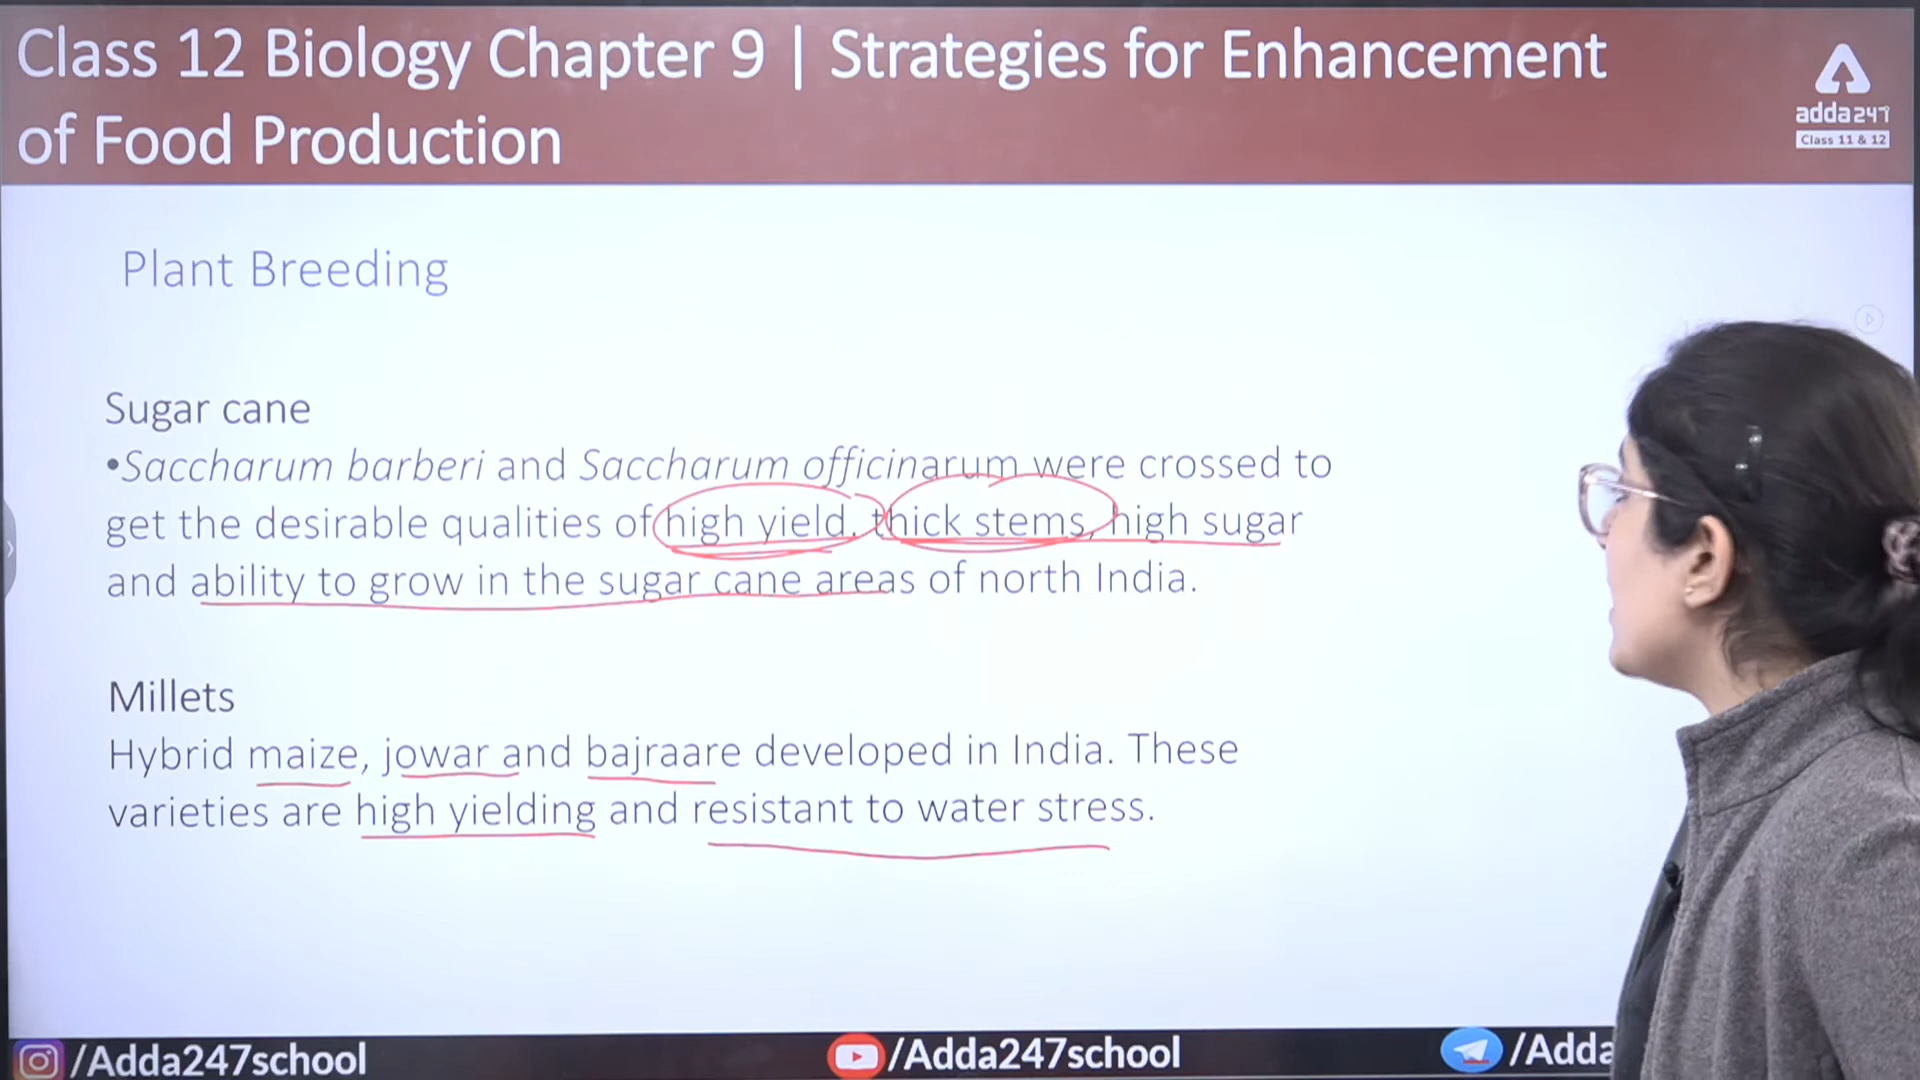 Class 12 Biology Chapter 9 | Strategies for Enhancement
of Food Production
adda247
Class 11 & 12
Plant Breeding
Sugar cane
•Saccharum barberi and Saccharum officinarum were crossed to
get the desirable qualities of high yield. thick stems, high sugar
and ability to grow in the sugar cane areas of north India.
Millets
Hybrid maize, jowar and bajraare developed in India. These
varieties are high yielding and resistant to water stress.
/Adda247school
/Adda247school
/Adda